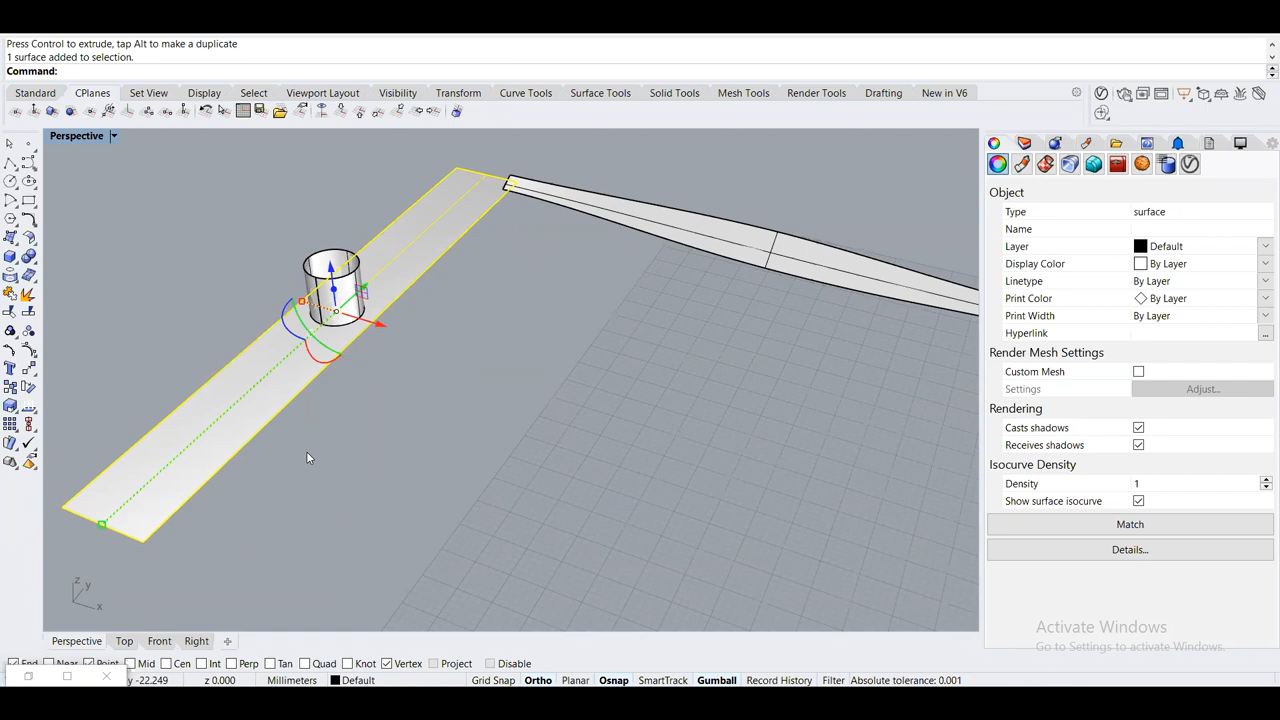 Press Control to extrude, tap Alt to make a duplicate
1 surface added to selection.
Command:
Standard CPlanes Set View Display Select Viewport Layout Visibility Transform Curve Tools Surface Tools Solid Tools Mesh Tools Render Tools Drafting New in V6
Perspective
Object
Type surface
Name
Layer Default
Display Color By Layer
Linetype By Layer
Print Color By Layer
Print Width By Layer
Hyperlink ...
Render Mesh Settings
Custom Mesh
Settings Adjust...
Rendering
Casts shadows
Receives shadows
Isocurve Density
Density 1
Show surface isocurve
Match
Details...
z
y
x
Activate Windows
Go to Settings to activate Windows.
Perspective Top Front Right
End Near Point Mid Cen Int Perp Tan Quad Knot Vertex Project Disable
y -22.249 z 0.000 Millimeters Default Grid Snap Ortho Planar Osnap SmartTrack Gumball Record History Filter Absolute tolerance: 0.001